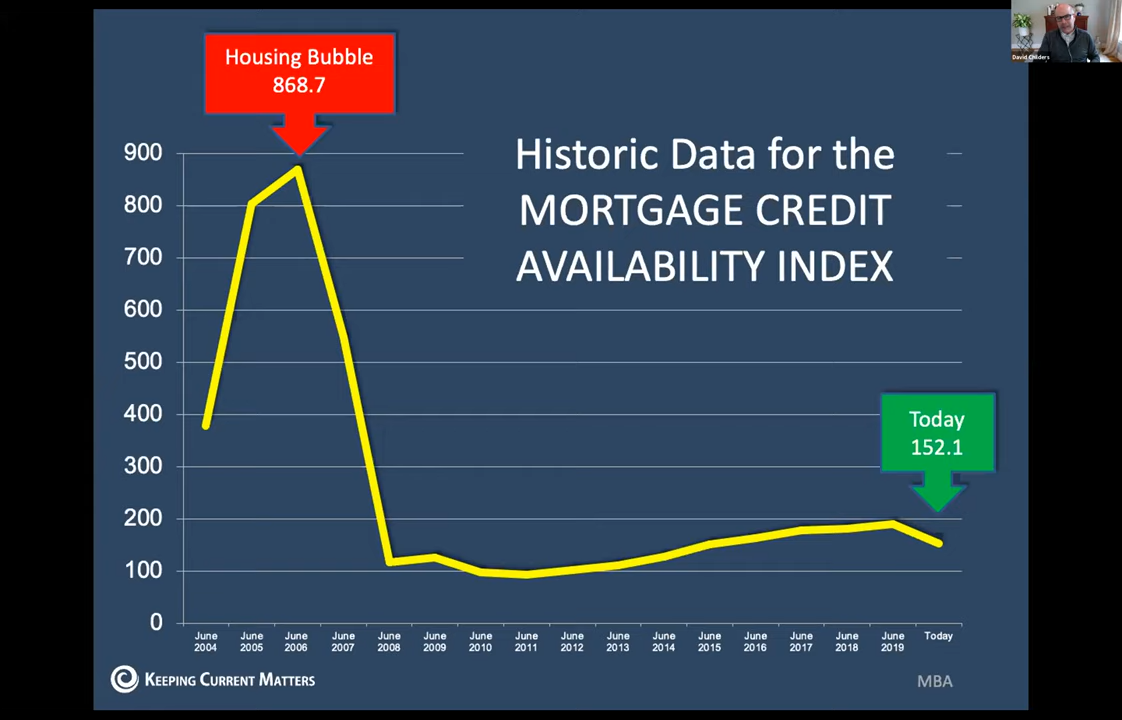 Housing Bubble
868.7
David Childers
Historic Data for the
MORTGAGE CREDIT
AVAILABILITY INDEX
900
800
700
600
500
400
300
200
100
0
Today
152.1
June 2004
June 2005
June 2006
June 2007
June 2008
June 2009
June 2010
June 2011
June 2012
June 2013
June 2014
June 2015
June 2016
June 2017
June 2018
June 2019
Today
KEEPING CURRENT MATTERS
MBA